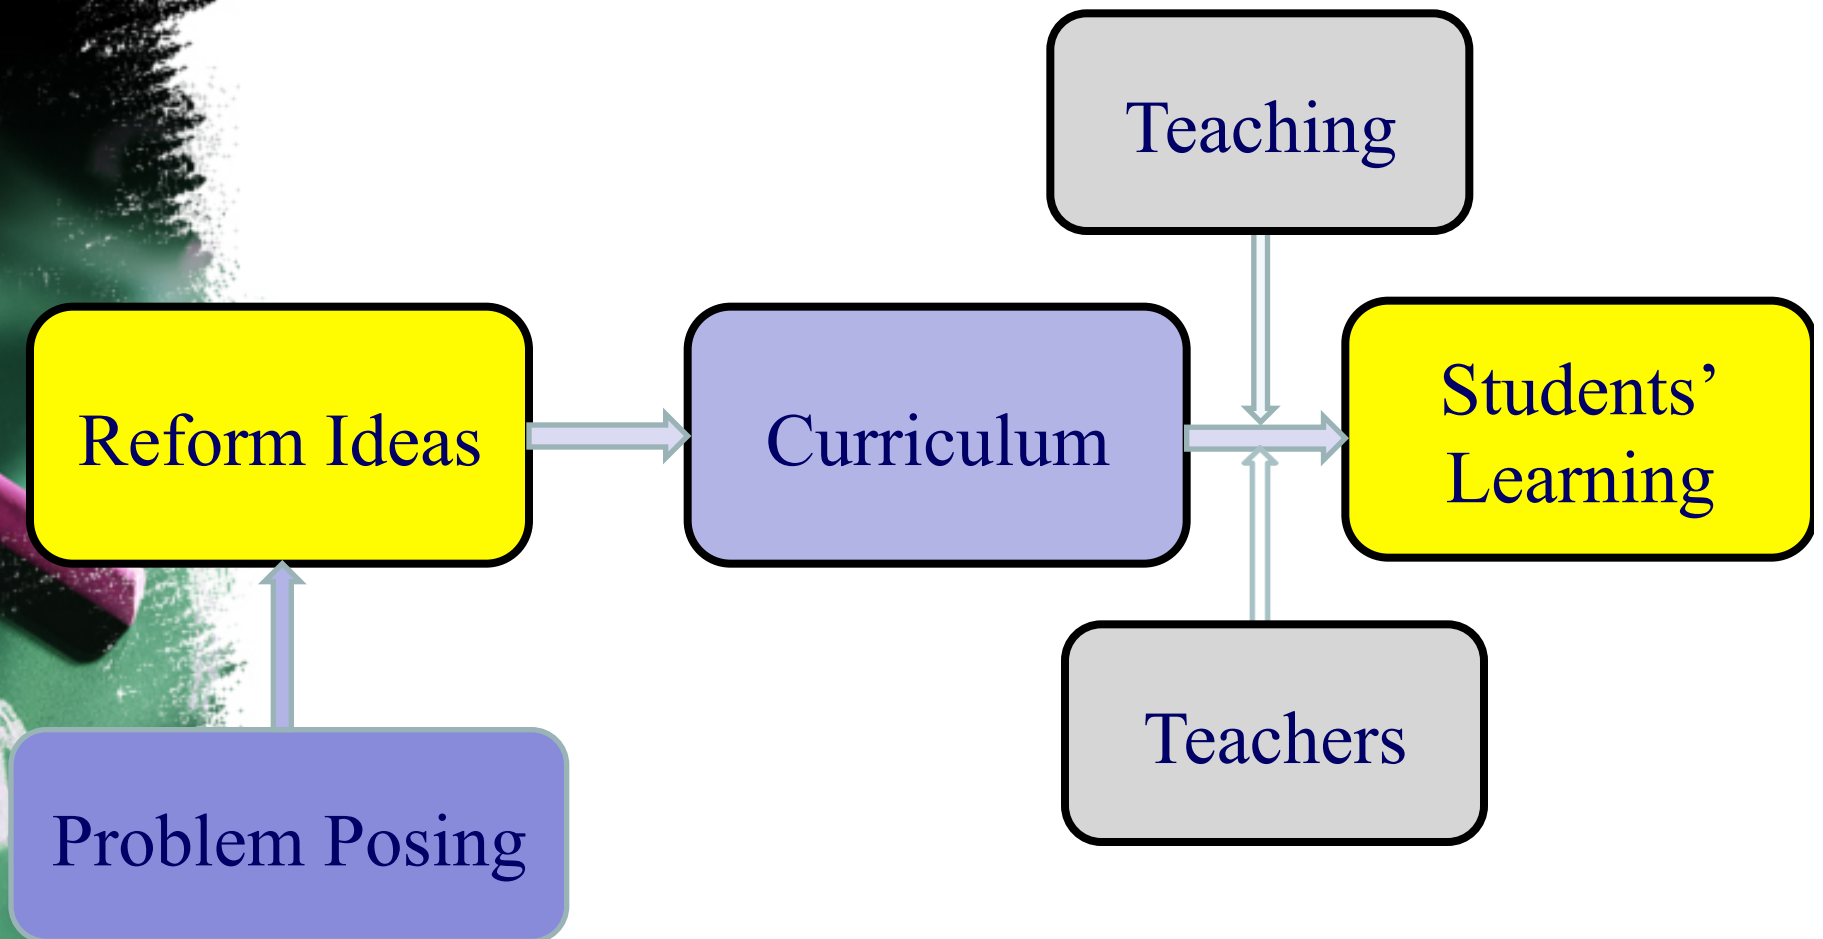 Teaching
Reform Ideas
Curriculum
Students’
Learning
Teachers
Problem Posing